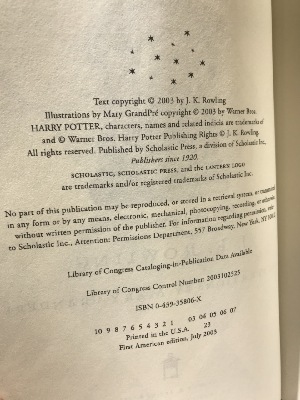 Text copyright © 2003 by J. K. Rowling
Illustrations by Mary GrandPré copyright © 2003 by Warner Bros.
HARRY POTTER, characters, names and related indicia are trademarks of
and © Warner Bros. Harry Potter Publishing Rights © J. K. Rowling.
All rights reserved. Published by Scholastic Press, a division of Scholastic Inc.,
Publishers since 1920.
SCHOLASTIC, SCHOLASTIC PRESS, and the LANTERN LOGO
are trademarks and/or registered trademarks of Scholastic Inc.
No part of this publication may be reproduced, or stored in a retrieval system, or transmitted
in any form or by any means, electronic, mechanical, photocopying, recording, or otherwise,
without written permission of the publisher. For information regarding permission, write
to Scholastic Inc., Attention: Permissions Department, 557 Broadway, New York, NY 10012.
Library of Congress Cataloging-in-Publication Data Available
Library of Congress Control Number: 2003102525
ISBN 0-439-35806-X
10 9 8 7 6 5 4 3 2 1 03 04 05 06 07
Printed in the U.S.A. 23
First American edition, July 2003